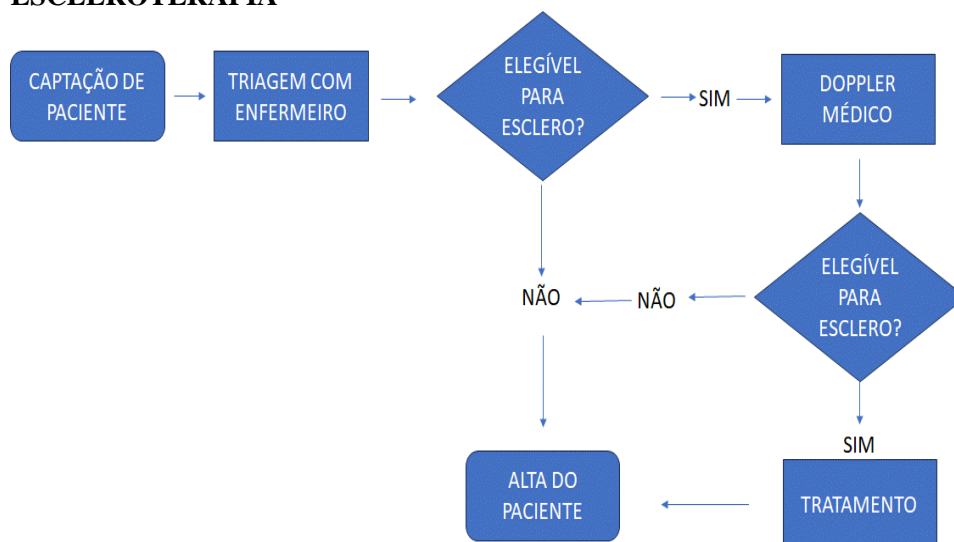 ESCLEROTERAPIA
CAPTAÇÃO DE
PACIENTE
TRIAGEM COM
ENFERMEIRO
ELEGÍVEL
PARA
ESCLERO?
SIM
DOPPLER
MÉDICO
ELEGÍVEL
PARA
ESCLERO?
NÃO
NÃO
SIM
TRATAMENTO
ALTA DO
PACIENTE